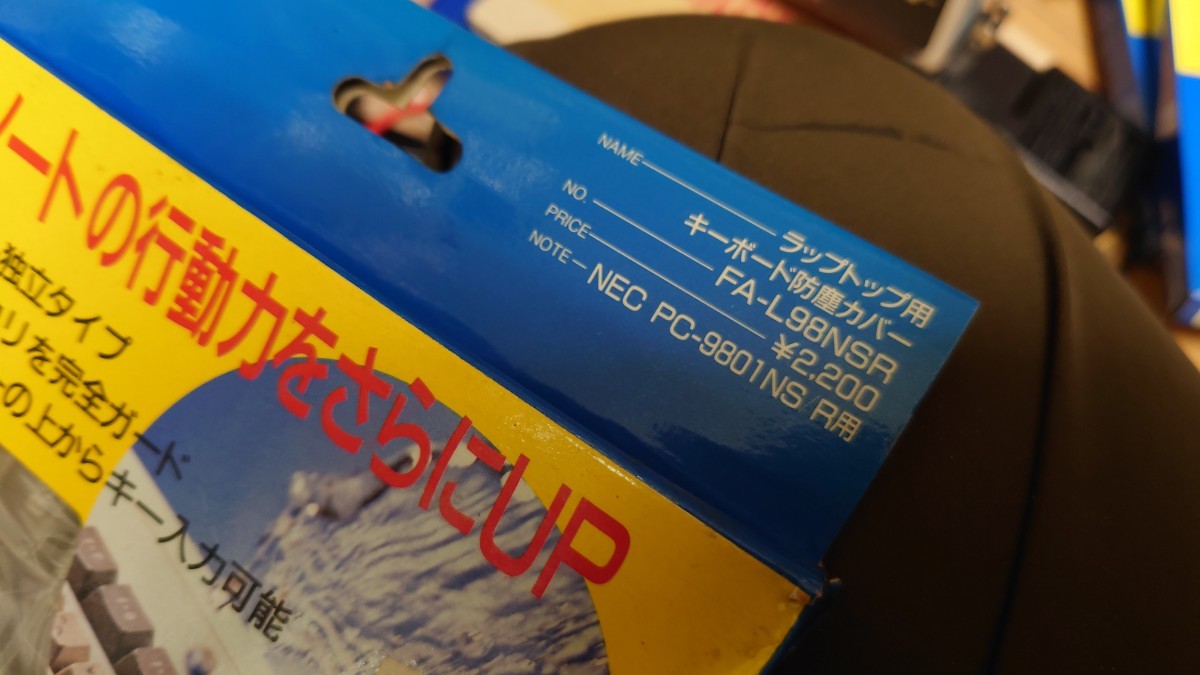 NAME ラップトップ用
キーボード防塵カバー
NO. FA-L98NSR
PRICE ¥2,200
NOTE NEC PC-9801NS/R用
ートの行動力をさらにUP
独立タイプ
リを完全ガード
の上からキー入力可能